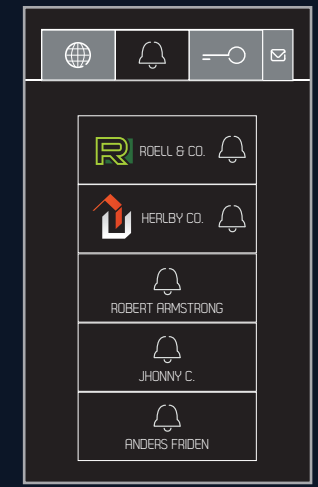 ROELL & CO.
HERLBY CO.
ROBERT ARMSTRONG
JHONNY C.
ANDERS FRIDEN